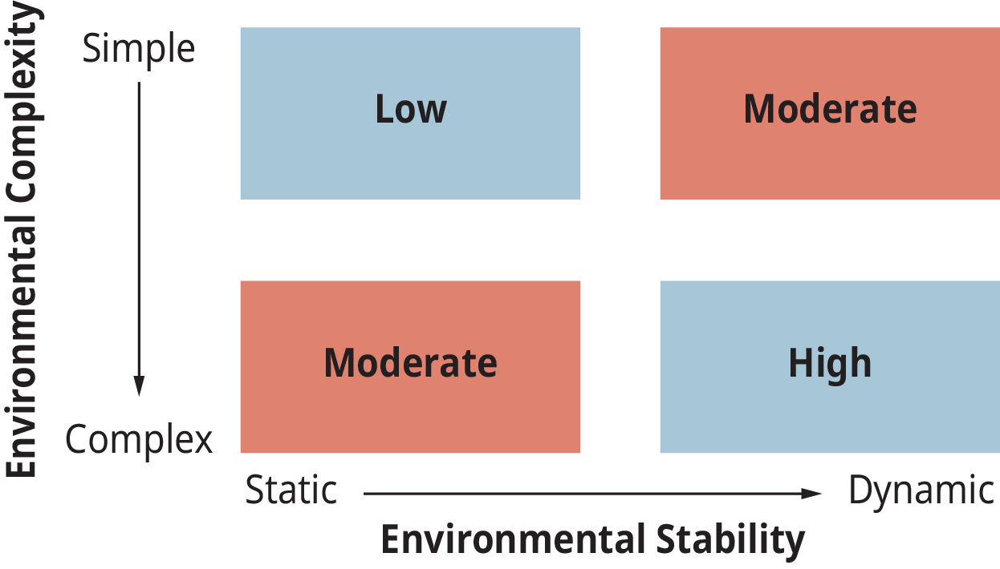 Environmental Complexity
Simple
Low
Moderate
Moderate
High
Complex
Static
Dynamic
Environmental Stability